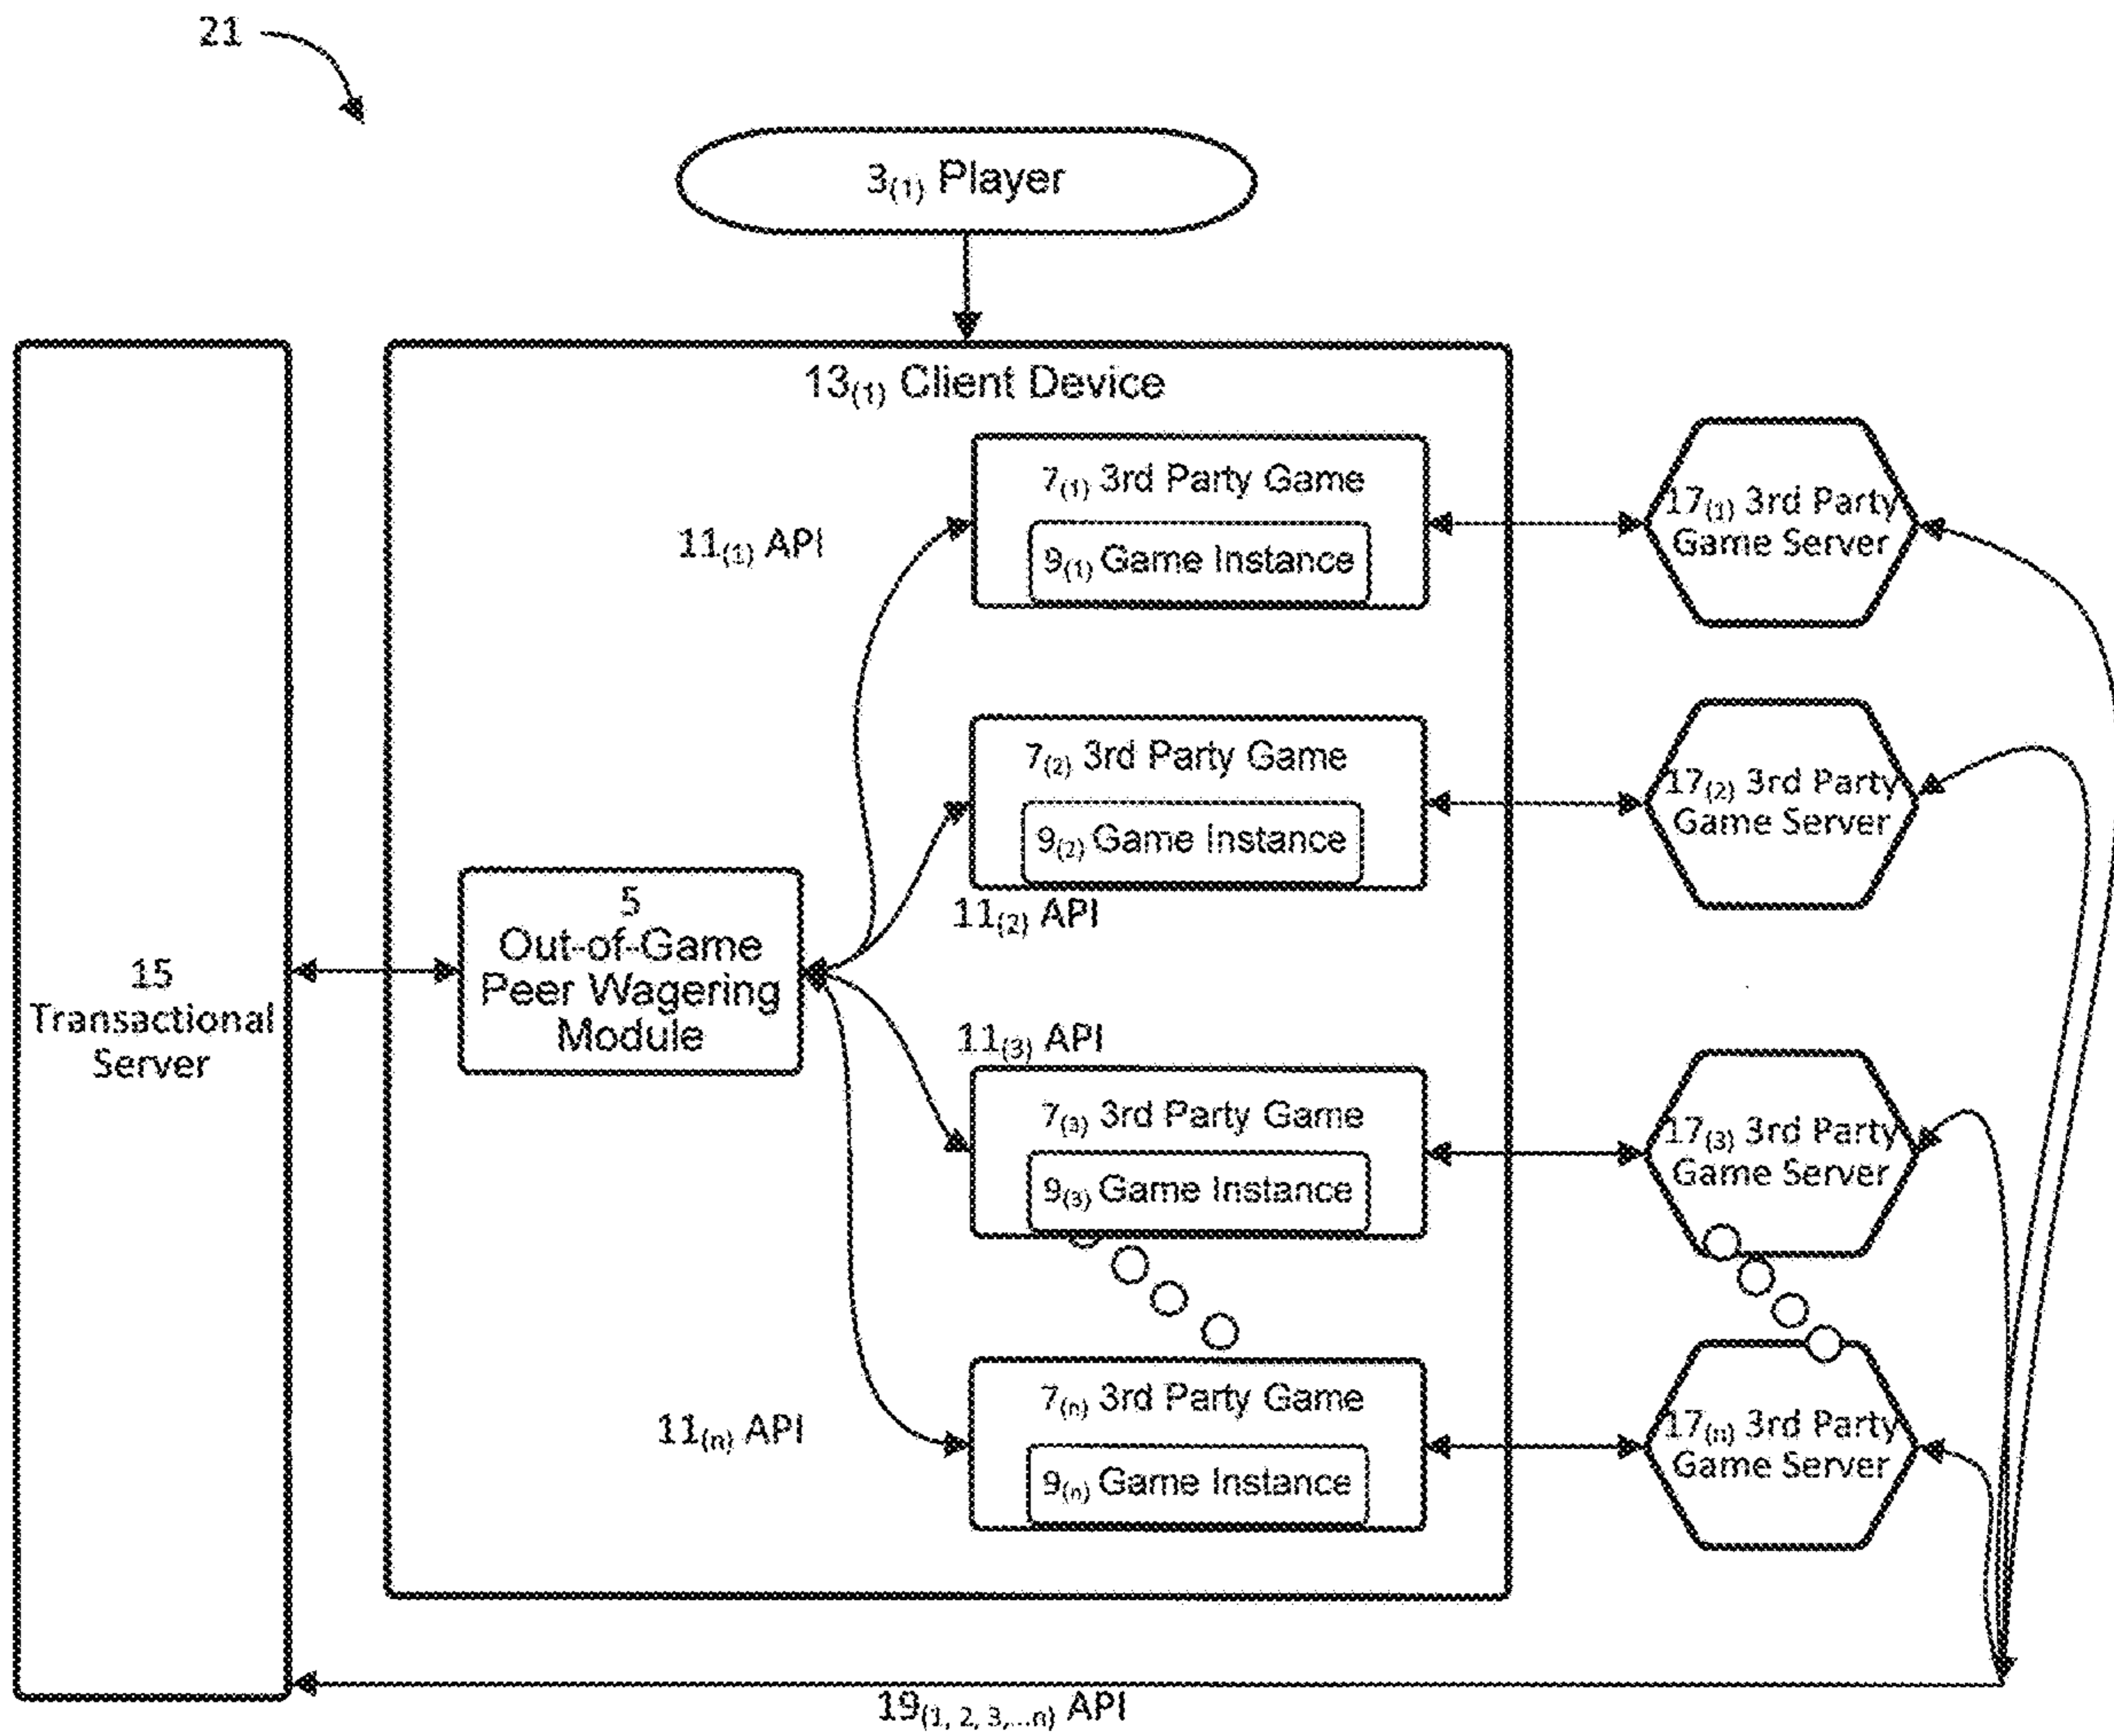 21
3(1) Player
13(1) Client Device
7(1) 3rd Party Game
9(1) Game Instance
11(1) API
17(1) 3rd Party
Game Server
7(2) 3rd Party Game
9(2) Game Instance
11(2) API
17(2) 3rd Party
Game Server
5
Out-of-Game
Peer Wagering
Module
15
Transactional
Server
11(3) API
7(3) 3rd Party Game
9(3) Game Instance
17(3) 3rd Party
Game Server
7(n) 3rd Party Game
9(n) Game Instance
11(n) API
17(n) 3rd Party
Game Server
19(1, 2, 3,...n) API